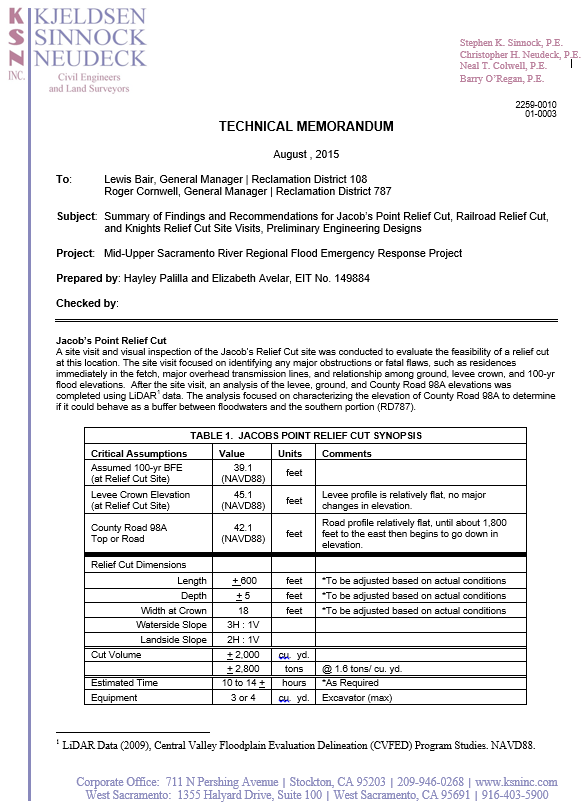 KSN INC.
KJELDSEN
SINNOCK
NEUDECK
Civil Engineers
and Land Surveyors
Stephen K. Sinnock, P.E.
Christopher H. Neudeck, P.E.
Neal T. Colwell, P.E.
Barry O'Regan, P.E.
2259-0010
01-0003
TECHNICAL MEMORANDUM
August , 2015
To: Lewis Bair, General Manager | Reclamation District 108
Roger Cornwell, General Manager | Reclamation District 787
Subject: Summary of Findings and Recommendations for Jacob's Point Relief Cut, Railroad Relief Cut,
and Knights Relief Cut Site Visits, Preliminary Engineering Designs
Project: Mid-Upper Sacramento River Regional Flood Emergency Response Project
Prepared by: Hayley Palilla and Elizabeth Avelar, EIT No. 149884
Checked by:
Jacob's Point Relief Cut
A site visit and visual inspection of the Jacob's Relief Cut site was conducted to evaluate the feasibility of a relief cut
at this location. The site visit focused on identifying any major obstructions or fatal flaws, such as residences
immediately in the fetch, major overhead transmission lines, and relationship among ground, levee crown, and 100-yr
flood elevations. After the site visit, an analysis of the levee, ground, and County Road 98A elevations was
completed using LiDAR1 data. The analysis focused on characterizing the elevation of County Road 98A to determine
if it could behave as a buffer between floodwaters and the southern portion (RD787).
TABLE 1. JACOBS POINT RELIEF CUT SYNOPSIS
Critical Assumptions Value Units Comments
Assumed 100-yr BFE
(at Relief Cut Site) 39.1
(NAVD88) feet
Levee Crown Elevation
(at Relief Cut Site) 45.1
(NAVD88) feet Levee profile is relatively flat, no major
changes in elevation.
County Road 98A
Top or Road 42.1
(NAVD88) feet Road profile relatively flat, until about 1,800
feet to the east then begins to go down in
elevation.
Relief Cut Dimensions
Length ± 600 feet *To be adjusted based on actual conditions
Depth ± 5 feet *To be adjusted based on actual conditions
Width at Crown 18 feet *To be adjusted based on actual conditions
Waterside Slope 3H : 1V
Landside Slope 2H : 1V
Cut Volume ± 2,000 cu. yd.
± 2,800 tons @ 1.6 tons/ cu. yd.
Estimated Time 10 to 14 ± hours *As Required
Equipment 3 or 4 cu. yd. Excavator (max)
1 LiDAR Data (2009), Central Valley Floodplain Evaluation Delineation (CVFED) Program Studies. NAVD88.
Corporate Office: 711 N Pershing Avenue | Stockton, CA 95203 | 209-946-0268 | www.ksninc.com
West Sacramento: 1355 Halyard Drive, Suite 100 | West Sacramento, CA 95691 | 916-403-5900